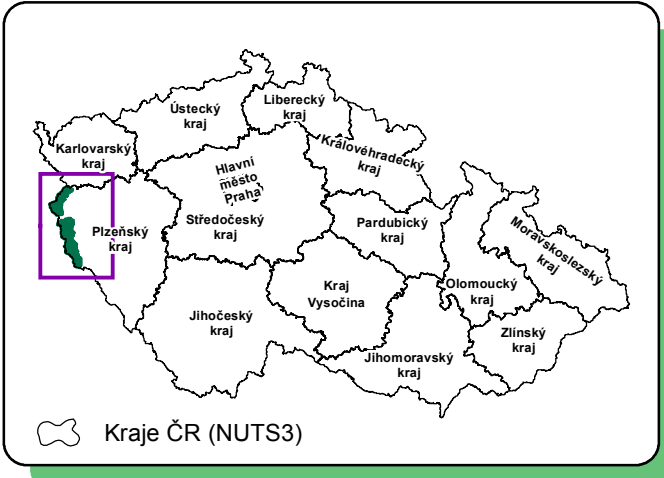 Ústecký
kraj
Liberecký
kraj
Karlovarský
kraj
Královéhradecký
kraj
Hlavní
město
Praha
Středočeský
kraj
Plzeňský
kraj
Pardubický
kraj
Moravskoslezský
kraj
Olomoucký
kraj
Kraj
Vysočina
Jihočeský
kraj
Zlínský
kraj
Jihomoravský
kraj
Kraje ČR (NUTS3)